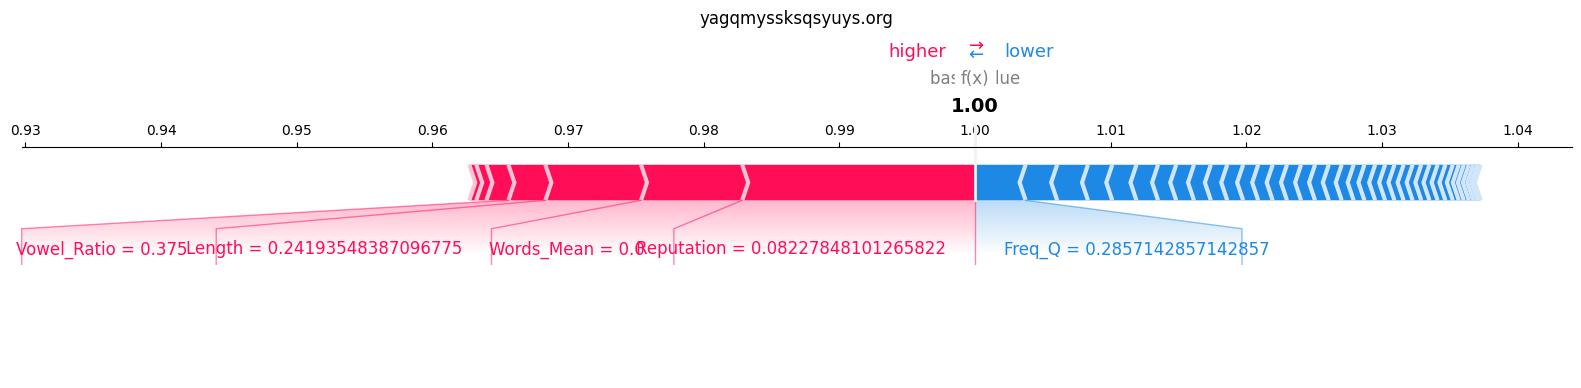 yagqmyssksqsyuys.org
higher → ← lower
f(x)
1.00
0.93 0.94 0.95 0.96 0.97 0.98 0.99 1.00 1.01 1.02 1.03 1.04
Vowel_Ratio = 0.375 Length = 0.24193548387096775 Words_Mean = 0.0 Reputation = 0.08227848101265822 Freq_Q = 0.2857142857142857